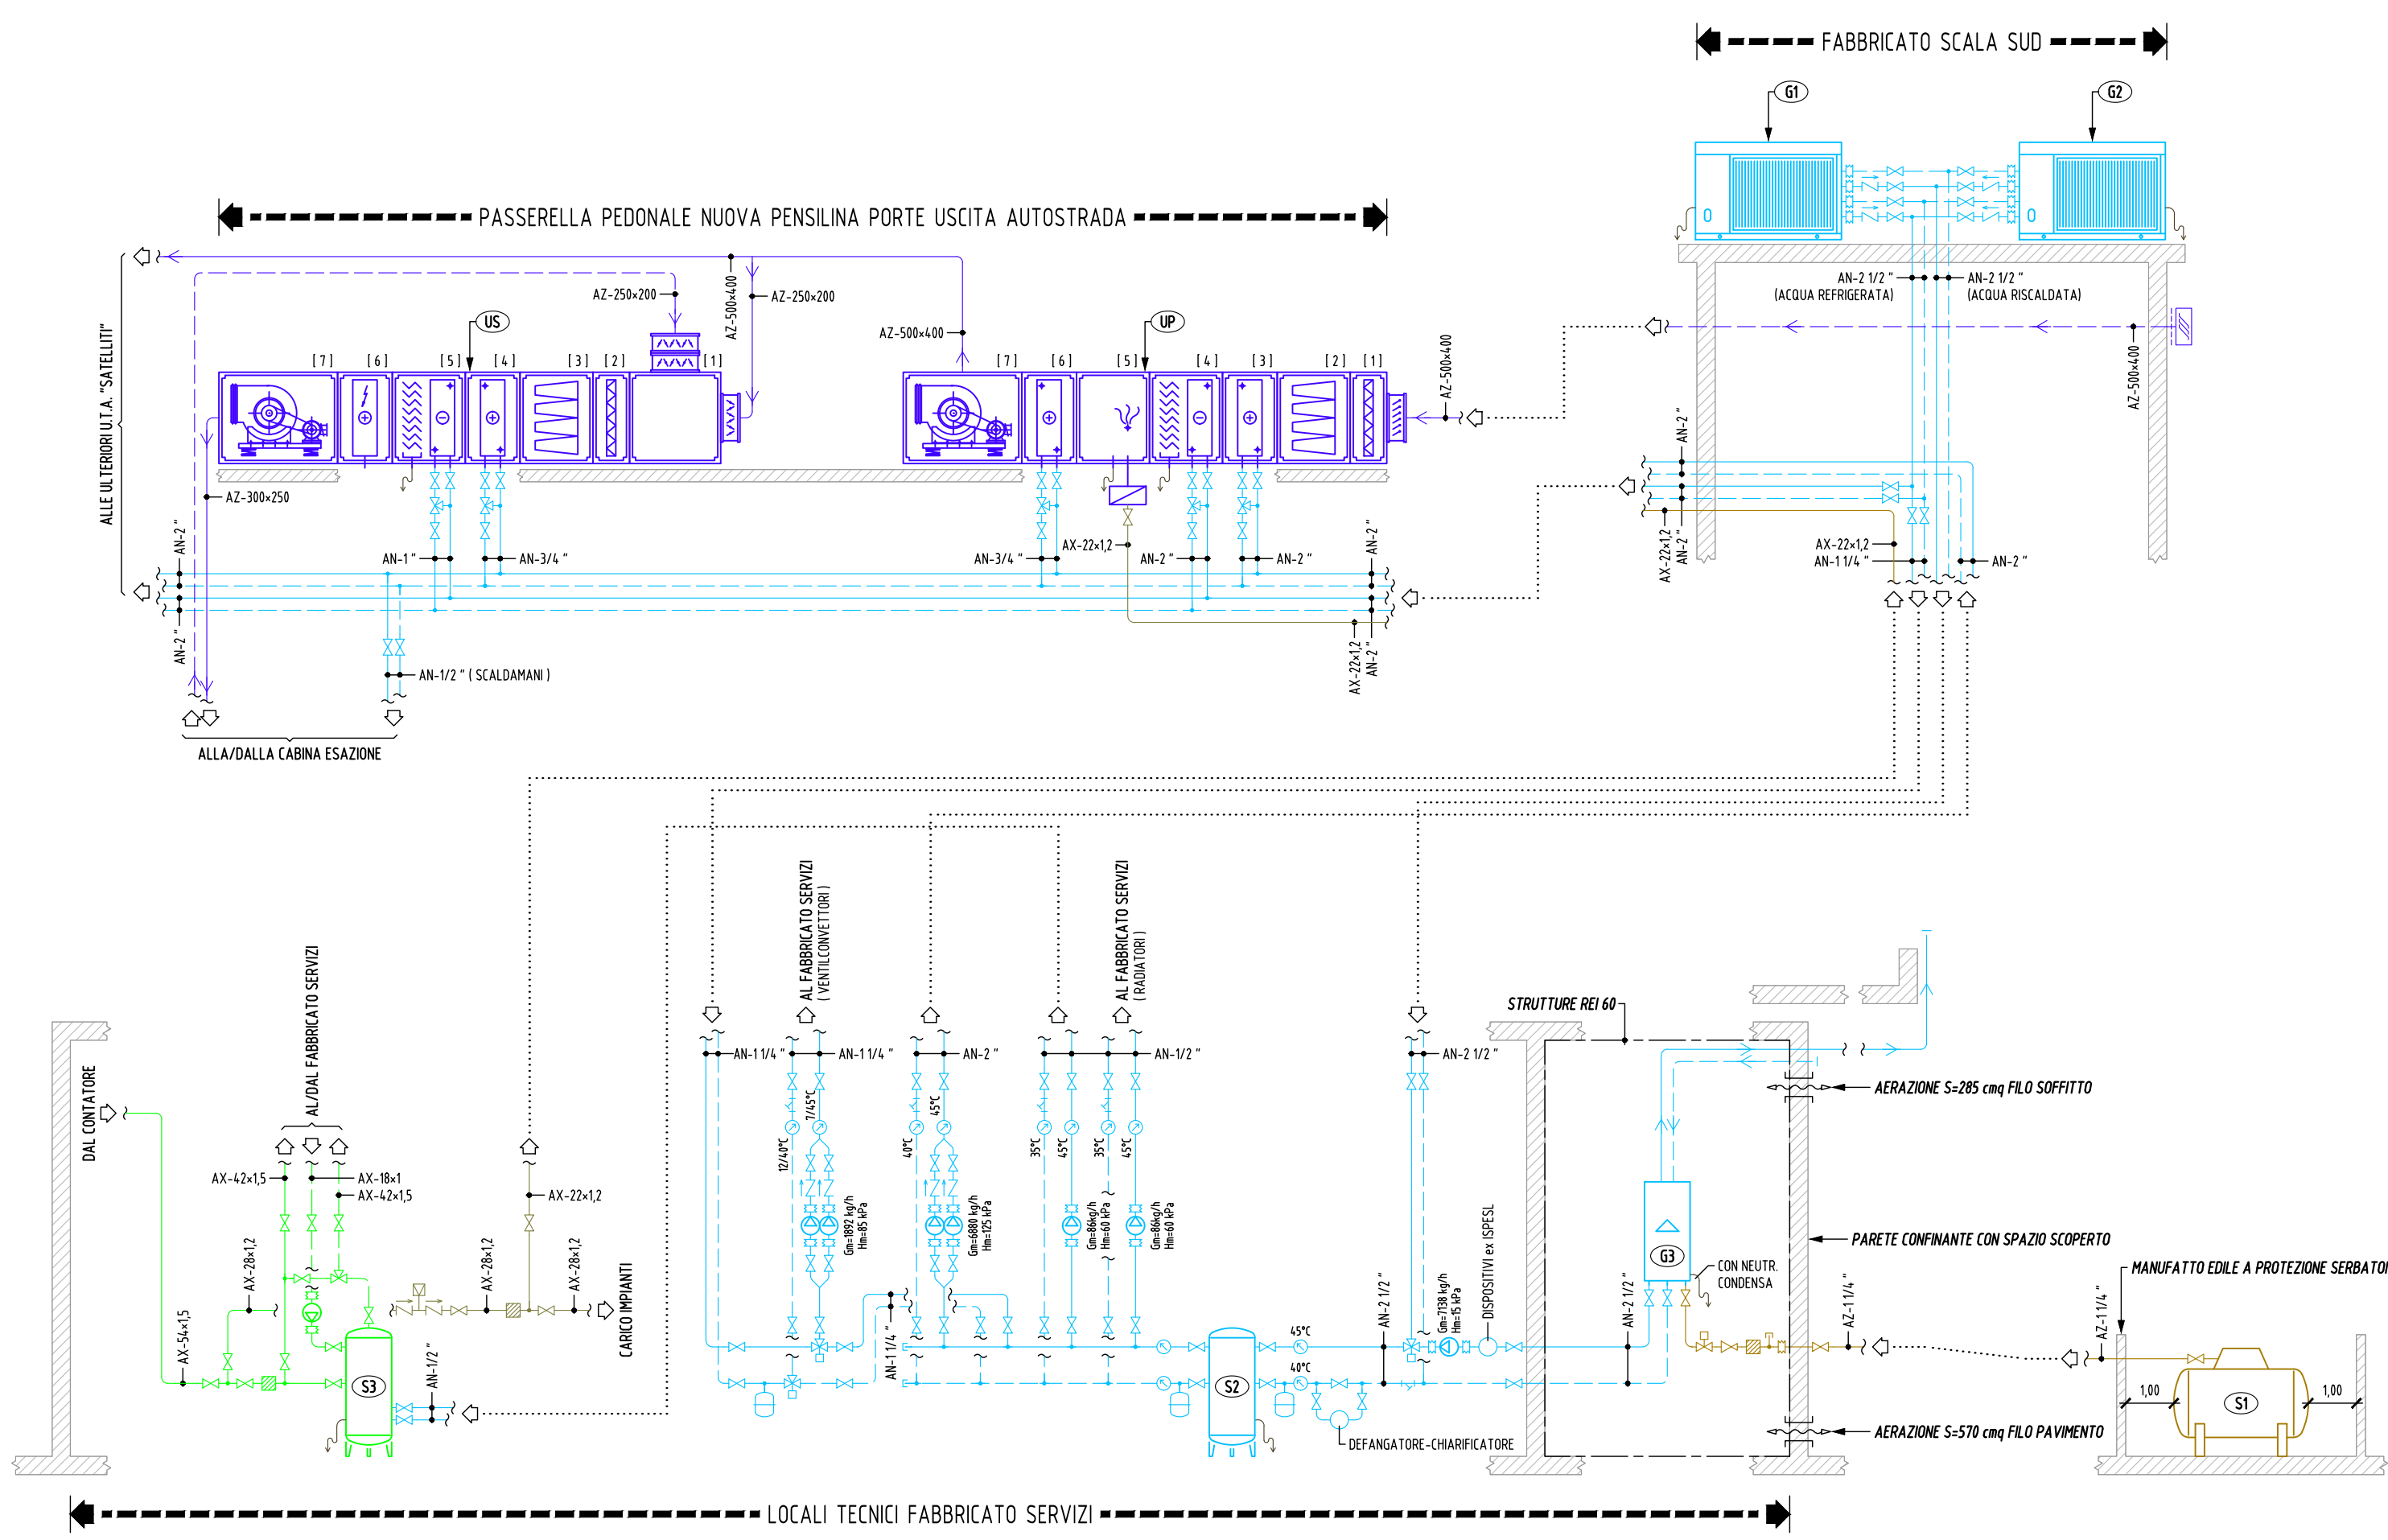 FABBRICATO SCALA SUD
G1
G2
PASSERELLA PEDONALE NUOVA PENSILINA PORTE USCITA AUTOSTRADA
AN-2 1/2 "
(ACQUA REFRIGERATA)
AN-2 1/2 "
(ACQUA RISCALDATA)
AZ-250×200
AZ-500×400
AZ-250×200
AZ-500×400
AZ-500×400
AZ-500×400
ALLE ULTERIORI U.T.A. "SATELLITI"
US
UP
[7]
[6]
[5]
[4]
[3]
[2]
[1]
[7]
[6]
[5]
[4]
[3]
[2]
[1]
AZ-300×250
AN-2 "
AN-2 "
AN-1 "
AN-3/4 "
AN-3/4 "
AX-22×1,2
AN-2 "
AN-2 "
AN-2 "
AX-22×1,2
AN-2 "
AN-2 "
AX-22×1,2
AN-2 "
AX-22×1,2
AN-1 1/4 "
AN-2 "
AN-1/2 " ( SCALDAMANI )
ALLA/DALLA CABINA ESAZIONE
AL FABBRICATO SERVIZI
( VENTILCONVETTORI )
AL FABBRICATO SERVIZI
( RADIATORI )
AL/DAL FABBRICATO SERVIZI
DAL CONTATORE
STRUTTURE REI 60
AN-1 1/4 "
AN-1 1/4 "
AN-2 "
AN-1/2 "
AN-2 1/2 "
AERAZIONE S=285 cmq FILO SOFFITTO
12/40°C
7/45°C
40°C
45°C
35°C
45°C
35°C
45°C
AX-42×1,5
AX-18×1
AX-42×1,5
AX-22×1,2
Gm=1892 kg/h
Hm=85 kPa
Gm=6880 kg/h
Hm=125 kPa
Gm=86kg/h
Hm=60 kPa
Gm=86kg/h
Hm=60 kPa
AX-28×1,2
AX-28×1,2
AX-28×1,2
CARICO IMPIANTI
AX-54×1,5
S3
AN-1/2 "
AN-1 1/4 "
S2
45°C
40°C
AN-2 1/2 "
Gm=7138 kg/h
Hm=15 kPa
DISPOSITIVI ex ISPESL
DEFANGATORE-CHIARIFICATORE
AN-2 1/2 "
G3
CON NEUTR.
CONDENSA
PARETE CONFINANTE CON SPAZIO SCOPERTO
AZ-1 1/4 "
MANUFATTO EDILE A PROTEZIONE SERBATOI
AZ-1 1/4 "
1,00
S1
1,00
AERAZIONE S=570 cmq FILO PAVIMENTO
LOCALI TECNICI FABBRICATO SERVIZI